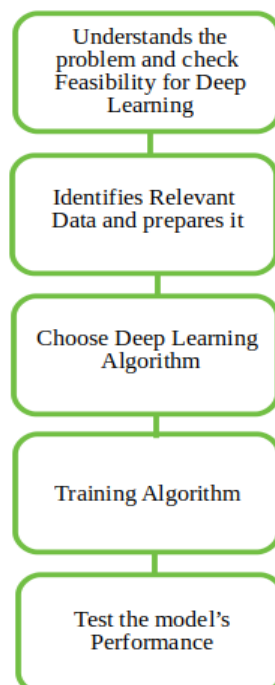 Understands the
problem and check
Feasibility for Deep
Learning
Identifies Relevant
Data and prepares it
Choose Deep Learning
Algorithm
Training Algorithm
Test the model's
Performance